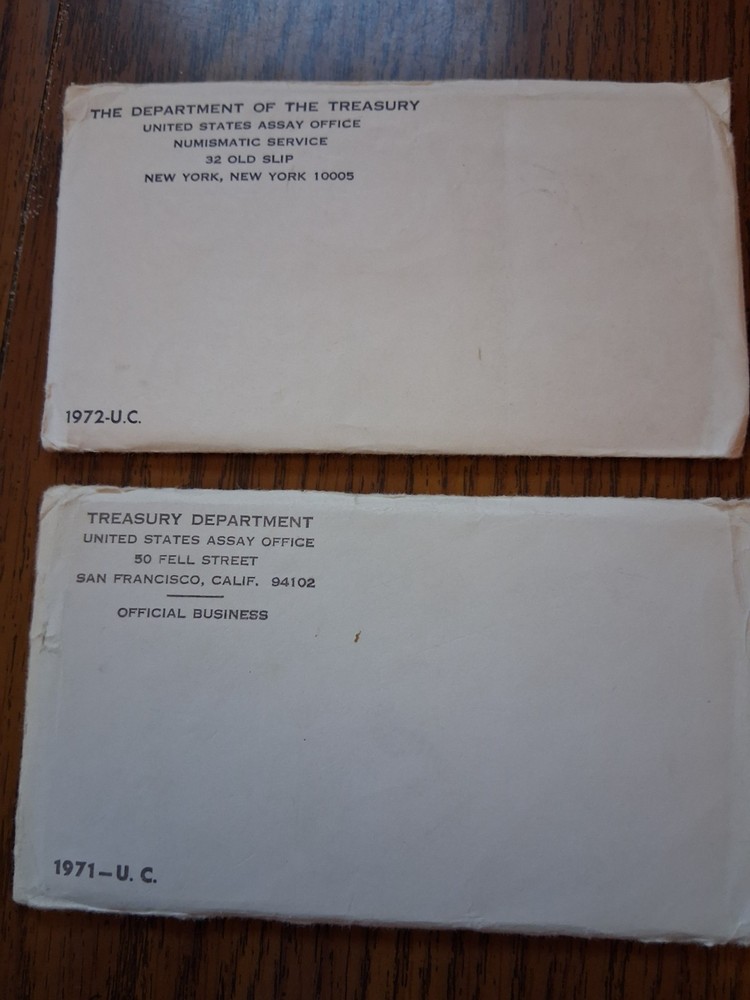 THE DEPARTMENT OF THE TREASURY
UNITED STATES ASSAY OFFICE
NUMISMATIC SERVICE
32 OLD SLIP
NEW YORK, NEW YORK 10005
1972-U.C.
TREASURY DEPARTMENT
UNITED STATES ASSAY OFFICE
50 FELL STREET
SAN FRANCISCO, CALIF. 94102
OFFICIAL BUSINESS
1971-U. C.